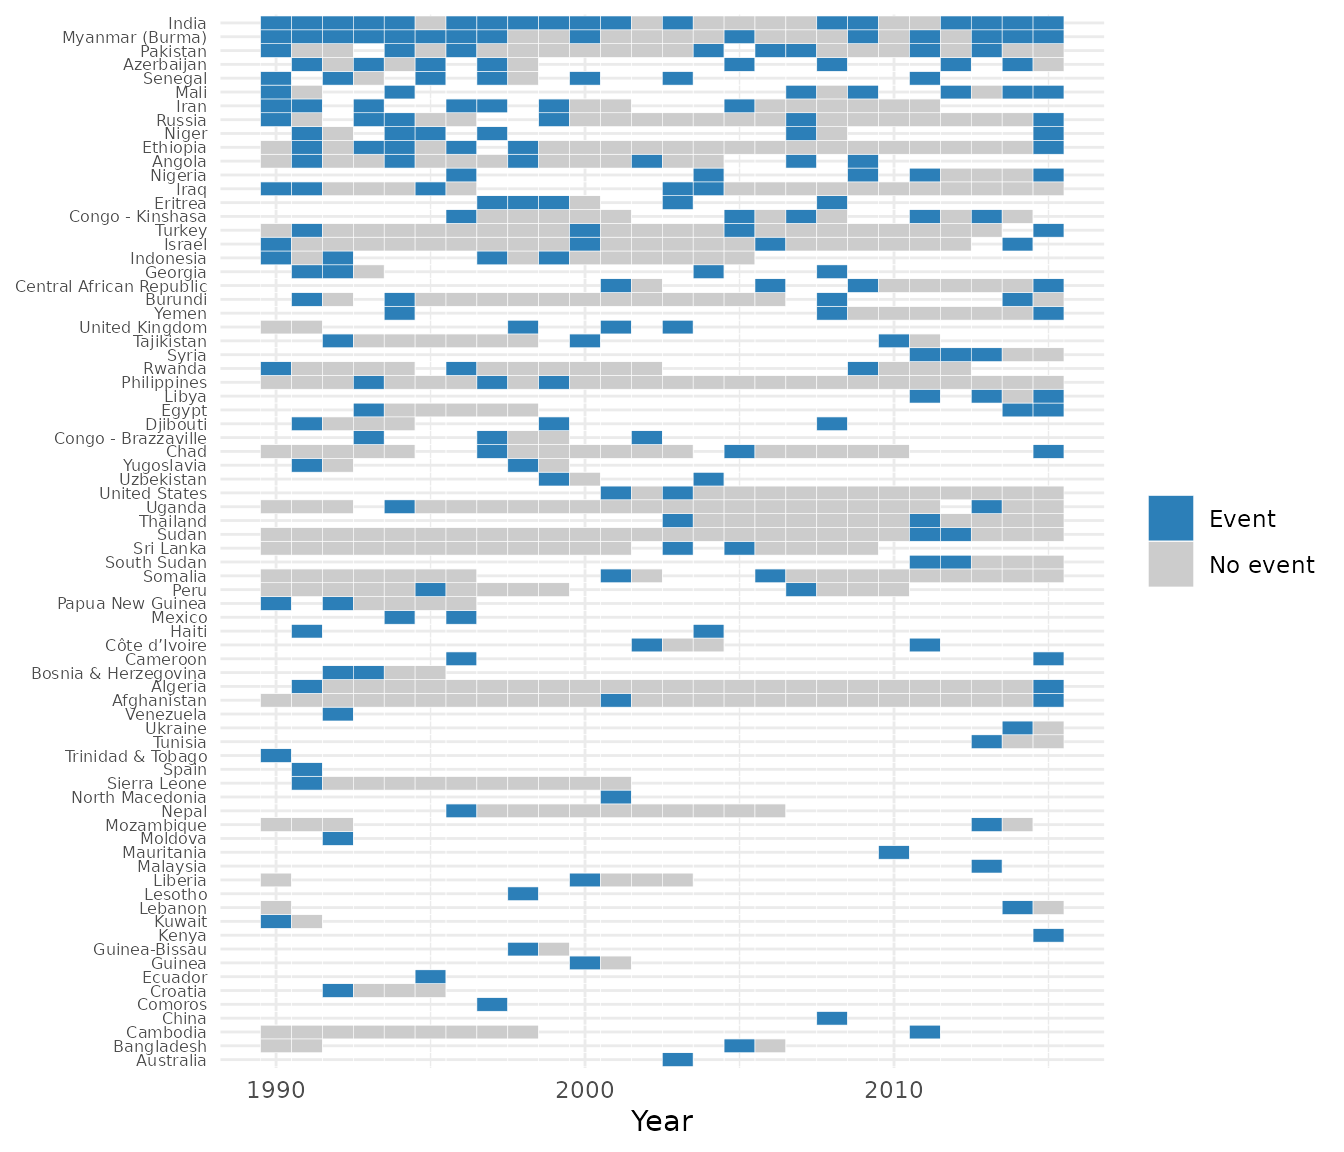 India
Myanmar (Burma)
Pakistan
Azerbaijan
Senegal
Mali
Iran
Russia
Niger
Ethiopia
Angola
Nigeria
Iraq
Eritrea
Congo - Kinshasa
Turkey
Israel
Indonesia
Georgia
Central African Republic
Burundi
Yemen
United Kingdom
Tajikistan
Syria
Rwanda
Philippines
Libya
Egypt
Djibouti
Congo - Brazzaville
Chad
Yugoslavia
Uzbekistan
United States
Uganda
Thailand
Sudan
Sri Lanka
South Sudan
Somalia
Peru
Papua New Guinea
Mexico
Haiti
Côte d’Ivoire
Cameroon
Bosnia & Herzegovina
Algeria
Afghanistan
Venezuela
Ukraine
Tunisia
Trinidad & Tobago
Spain
Sierra Leone
North Macedonia
Nepal
Mozambique
Moldova
Mauritania
Malaysia
Liberia
Lesotho
Lebanon
Kuwait
Kenya
Guinea-Bissau
Guinea
Ecuador
Croatia
Comoros
China
Cambodia
Bangladesh
Australia
1990 2000 2010
Year
Event
No event